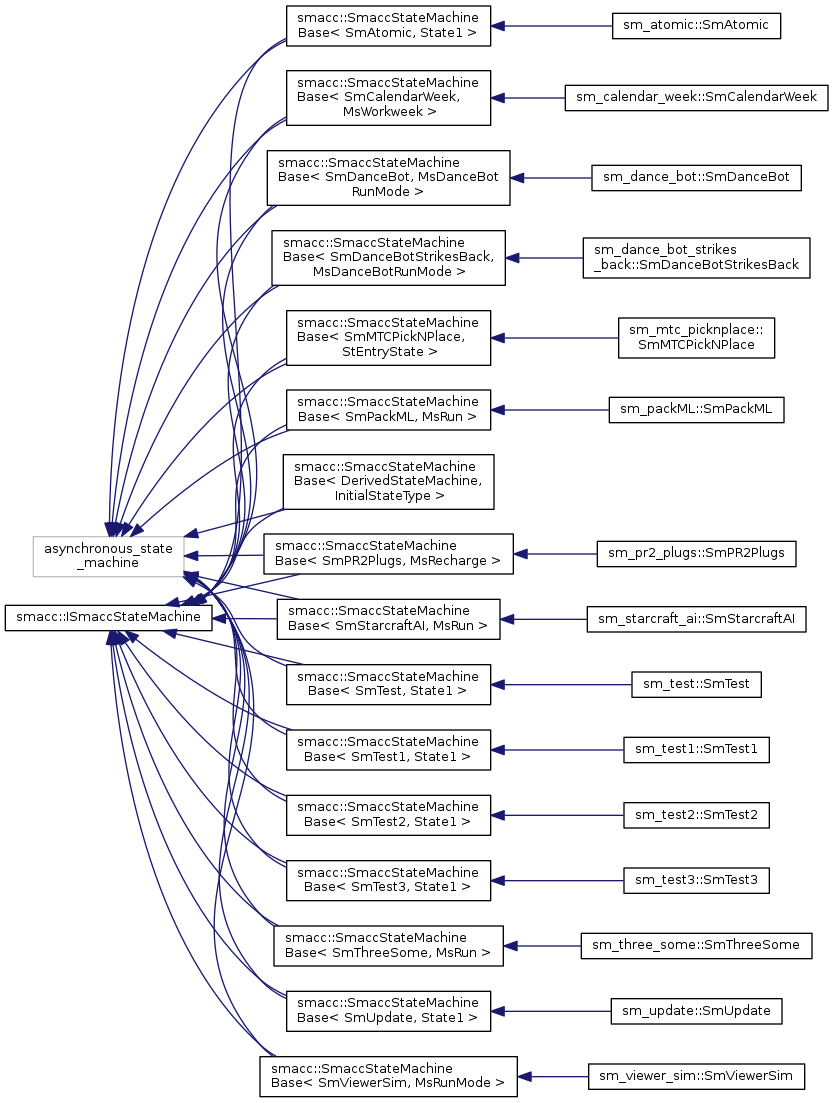 smacc::SmaccStateMachine
Base< SmAtomic, State1 >
sm_atomic::SmAtomic
smacc::SmaccStateMachine
Base< SmCalendarWeek,
MsWorkweek >
sm_calendar_week::SmCalendarWeek
smacc::SmaccStateMachine
Base< SmDanceBot, MsDanceBot
RunMode >
sm_dance_bot::SmDanceBot
smacc::SmaccStateMachine
Base< SmDanceBotStrikesBack,
MsDanceBotRunMode >
sm_dance_bot_strikes
_back::SmDanceBotStrikesBack
smacc::SmaccStateMachine
Base< SmMTCPickNPlace,
StEntryState >
sm_mtc_picknplace::
SmMTCPickNPlace
smacc::SmaccStateMachine
Base< SmPackML, MsRun >
sm_packML::SmPackML
smacc::SmaccStateMachine
Base< DerivedStateMachine,
InitialStateType >
asynchronous_state
_machine
smacc::SmaccStateMachine
Base< SmPR2Plugs, MsRecharge >
sm_pr2_plugs::SmPR2Plugs
smacc::ISmaccStateMachine
smacc::SmaccStateMachine
Base< SmStarcraftAI, MsRun >
sm_starcraft_ai::SmStarcraftAI
smacc::SmaccStateMachine
Base< SmTest, State1 >
sm_test::SmTest
smacc::SmaccStateMachine
Base< SmTest1, State1 >
sm_test1::SmTest1
smacc::SmaccStateMachine
Base< SmTest2, State1 >
sm_test2::SmTest2
smacc::SmaccStateMachine
Base< SmTest3, State1 >
sm_test3::SmTest3
smacc::SmaccStateMachine
Base< SmThreeSome, MsRun >
sm_three_some::SmThreeSome
smacc::SmaccStateMachine
Base< SmUpdate, State1 >
sm_update::SmUpdate
smacc::SmaccStateMachine
Base< SmViewerSim, MsRunMode >
sm_viewer_sim::SmViewerSim